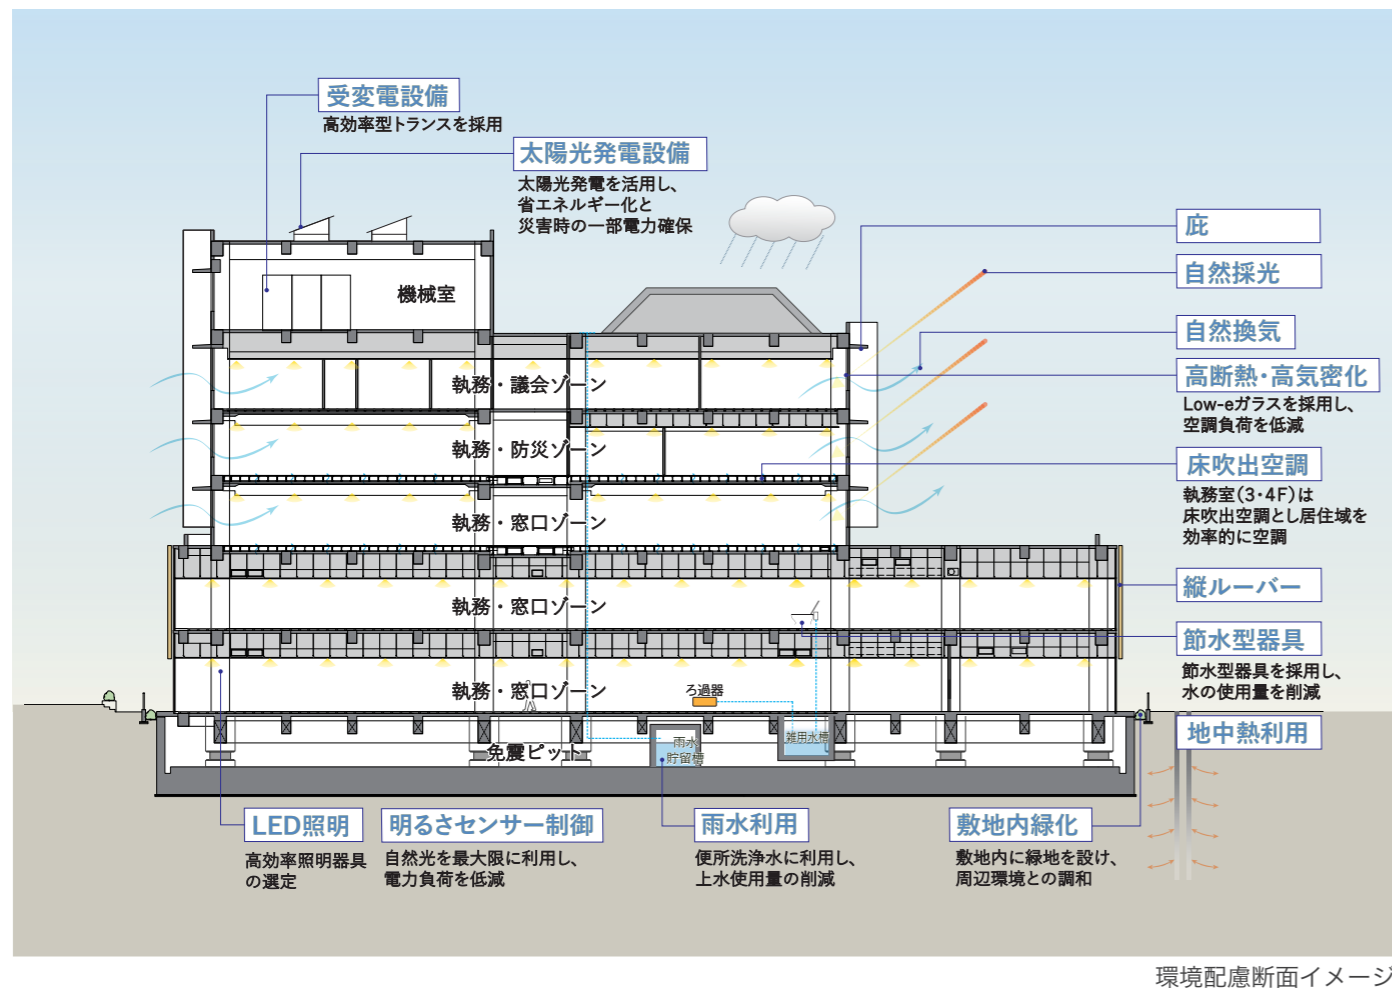 受変電設備
高効率型トランスを採用
太陽光発電設備
太陽光発電を活用し、
省エネルギー化と
災害時の一部電力確保
庇
自然採光
自然換気
高断熱・高気密化
Low-eガラスを採用し、
空調負荷を低減
床吹出空調
執務室(3・4F)は
床吹出空調とし居住域を
効率的に空調
縦ルーバー
節水型器具
節水型器具を採用し、
水の使用量を削減
地中熱利用
機械室
執務・議会ゾーン
執務・防災ゾーン
執務・窓口ゾーン
執務・窓口ゾーン
執務・窓口ゾーン
ろ過器
免震ピット
雨水
貯留槽
雑用水槽
LED照明
高効率照明器具
の選定
明るさセンサー制御
自然光を最大限に利用し、
電力負荷を低減
雨水利用
便所洗浄水に利用し、
上水使用量の削減
敷地内緑化
敷地内に緑地を設け、
周辺環境との調和
環境配慮断面イメージ